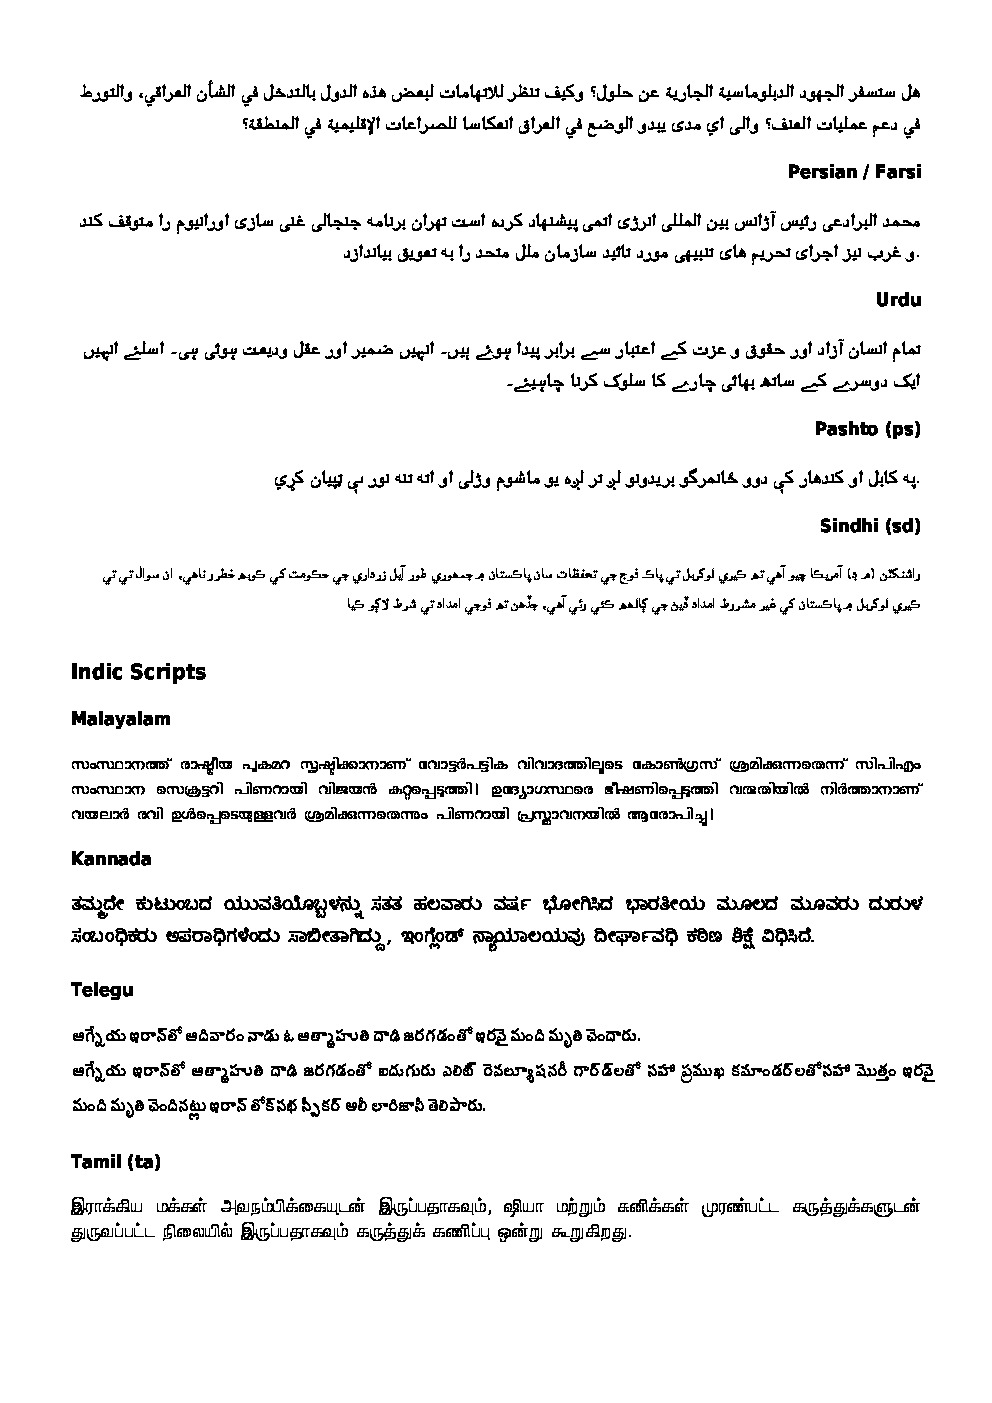 هل ستسفر الجهود الدبلوماسية الجارية عن حلول؟ وكيف تنظر للاتهامات لبعض هذه الدول بالتدخل في الشأن العراقي، والتورط
في دعم عمليات العنف؟ والى اي مدى يبدو الوضع في العراق انعكاسا للصراعات الإقليمية في المنطقة؟
Persian / Farsi
محمد البرادعی رئیس آژانس بین المللی انرژی اتمی پیشنهاد کرده است تهران برنامه جنجالی غنی سازی اورانیوم را متوقف کند
و غرب نیز اجرای تحریم های تنبیهی مورد تائید سازمان ملل متحد را به تعویق بیاندازد.
Urdu
تمام انسان آزاد اور حقوق و عزت کے اعتبار سے برابر پیدا ہوئے ہیں۔ انہیں ضمیر اور عقل ودیعت ہوئی ہی۔ اسلئے انہیں
ایک دوسرے کے ساتھ بھائی چارے کا سلوک کرنا چاہیئے۔
Pashto (ps)
په کابل او کندهار کې دوو ځانمرګو بريدونو لږ تر لږه يو ماشوم وژلی او اته تنه نور يې ټپيان کړي.
Sindhi (sd)
واشنگٽن (م ڊ) آمريڪا چيو آهي ته ڪيري لوگربل تي پاڪ فوج جي تحفظات سان پاڪستان ۾ جمهوري طور آيل زرداري جي حڪومت کي ڪوبه خطرو ناهي، ان سوال تي تي
ڪيري لوگربل ۾ پاڪستان کي غير مشروط امداد ڏيڻ جي ڳالهه ڪئي وئي آهي، جڏهن ته فوجي امداد تي شرط لاڳو ڪيا
Indic Scripts
Malayalam
സംസ്ഥാനത്ത് രാഷ്ട്രീയ പുകമറ സൃഷ്ടിക്കാനാണ് വോട്ടർപട്ടിക വിവാദത്തിലൂടെ കോൺഗ്രസ് ശ്രമിക്കുന്നതെന്ന് സിപിഎം
സംസ്ഥാന സെക്രട്ടറി പിണറായി വിജയൻ കുറ്റപ്പെടുത്തി। ഉദ്യോഗസ്ഥരെ ഭീഷണിപ്പെടുത്തി വരുതിയിൽ നിർത്താനാണ്
വയലാർ രവി ഉൾപ്പെടെയുള്ളവർ ശ്രമിക്കുന്നതെന്നും പിണറായി പ്രസ്താവനയിൽ ആരോപിച്ചു।
Kannada
ತಮ್ಮದೇ ಕುಟುಂಬದ ಯುವತಿಯೊಬ್ಬಳನ್ನು ಸತತ ಹಲವಾರು ವರ್ಷ ಭೋಗಿಸಿದ ಭಾರತೀಯ ಮೂಲದ ಮೂವರು ದುರುಳ
ಸಂಬಂಧಿಕರು ಅಪರಾಧಿಗಳೆಂದು ಸಾಬೀತಾಗಿದ್ದು, ಇಂಗ್ಲೆಂಡ್ ನ್ಯಾಯಾಲಯವು ದೀರ್ಘಾವಧಿ ಕಠಿಣ ಶಿಕ್ಷೆ ವಿಧಿಸಿದೆ.
Telegu
ఆగ్నేయ ఇరాన్‌తో ఆదివారం నాడు ఓ ఆత్మాహుతి దాఢి జరగడంతో ఇరవై మంది మృతి చెందారు.
ఆగ్నేయ ఇరాన్‌తో ఆత్మాహుతి దాఢి జరగడంతో ఐదుగురు ఎలిట్ రెవల్యూషనరీ గార్డ్‌లతో సహా ప్రముఖ కమాండర్‌లతోసహా మొత్తం ఇరవై
మంది మృతి చెందినట్లు ఇరాన్ లోక్‌సభ స్పీకర్ అలీ లారిజానీ తెలిపారు.
Tamil (ta)
இராக்கிய மக்கள் அவநம்பிக்கையுடன் இருப்பதாகவும், ஷியா மற்றும் சுனிக்கள் முரண்பட்ட கருத்துக்களுடன்
துருவப்பட்ட நிலையில் இருப்பதாகவும் கருத்துக் கணிப்பு ஒன்று கூறுகிறது.